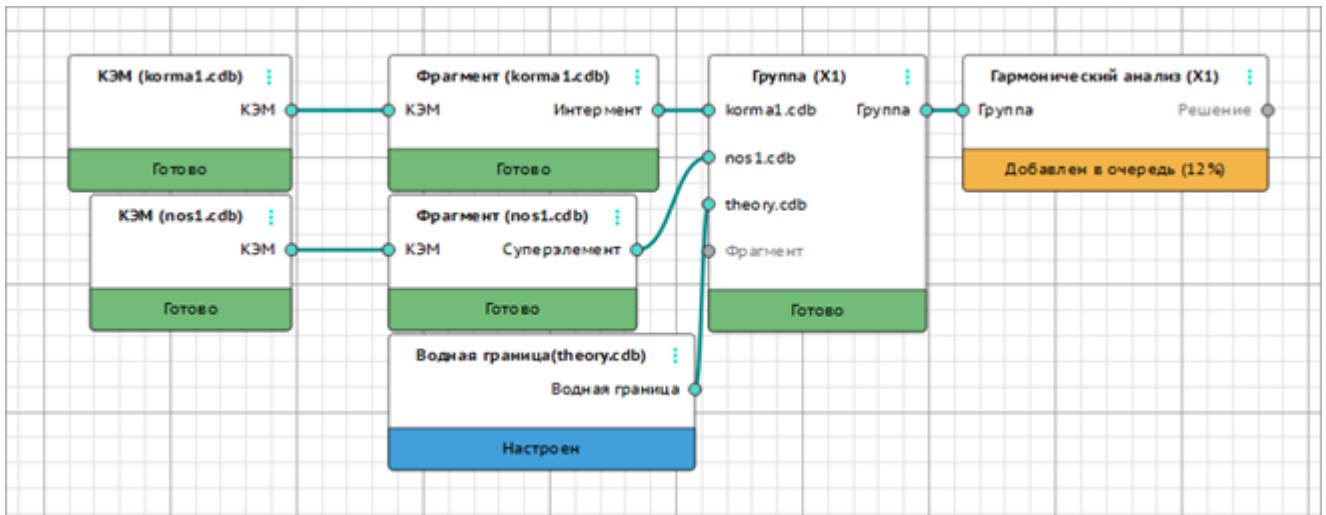 КЭМ (korma1.cdb)
КЭМ
Готово
Фрагмент (korma1.cdb)
КЭМ Интермент
Готово
КЭМ (nos1.cdb)
КЭМ
Готово
Фрагмент (nos1.cdb)
КЭМ Суперэлемент
Готово
Водная граница(theory.cdb)
Водная граница
Настроен
Группа (X1)
korma1.cdb Группа
nos1.cdb
theory.cdb
Фрагмент
Готово
Гармонический анализ (X1)
Группа Решение
Добавлен в очередь (12%)